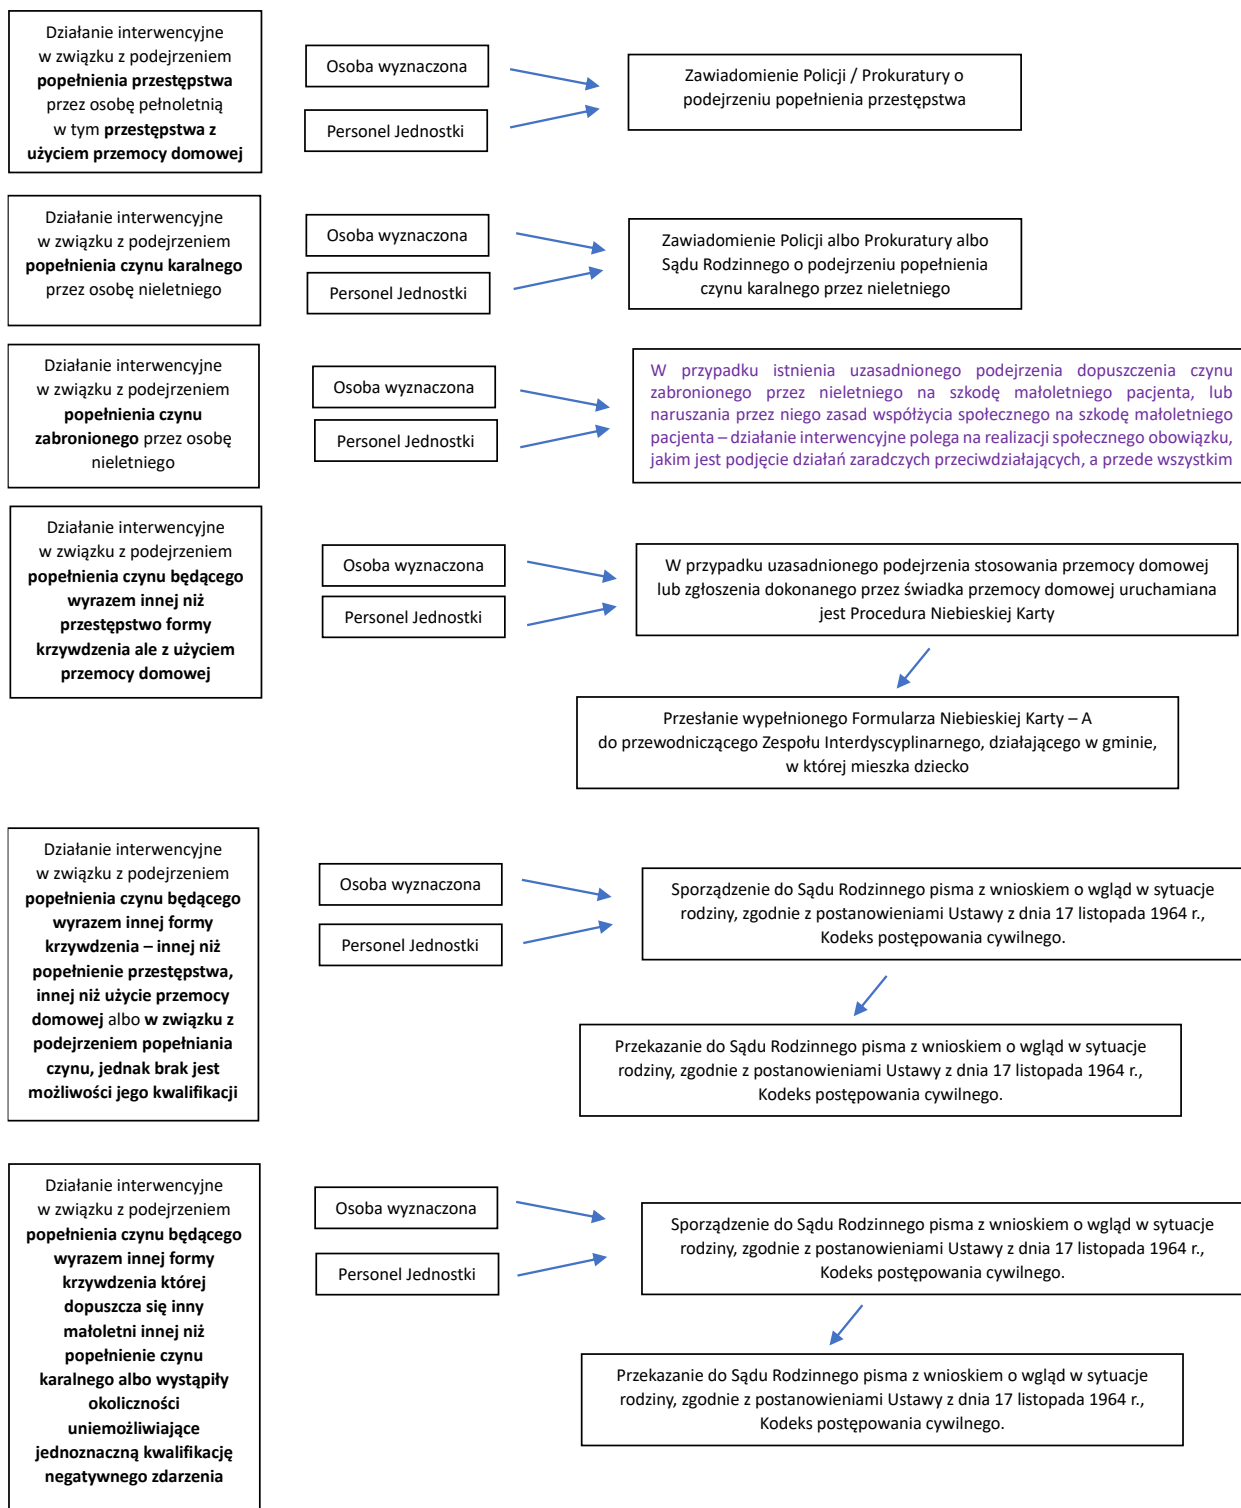 Działanie interwencyjne
w związku z podejrzeniem
popełnienia przestępstwa
przez osobę pełnoletnią
w tym przestępstwa z
użyciem przemocy domowej
Osoba wyznaczona
Personel Jednostki
Zawiadomienie Policji / Prokuratury o
podejrzeniu popełnienia przestępstwa
Działanie interwencyjne
w związku z podejrzeniem
popełnienia czynu karalnego
przez osobę nieletniego
Osoba wyznaczona
Personel Jednostki
Zawiadomienie Policji albo Prokuratury albo
Sądu Rodzinnego o podejrzeniu popełnienia
czynu karalnego przez nieletniego
Działanie interwencyjne
w związku z podejrzeniem
popełnienia czynu
zabronionego przez osobę
nieletniego
Osoba wyznaczona
Personel Jednostki
W przypadku istnienia uzasadnionego podejrzenia dopuszczenia czynu
zabronionego przez nieletniego na szkodę małoletniego pacjenta, lub
naruszania przez niego zasad współżycia społecznego na szkodę małoletniego
pacjenta – działanie interwencyjne polega na realizacji społecznego obowiązku,
jakim jest podjęcie działań zaradczych przeciwdziałających, a przede wszystkim
Działanie interwencyjne
w związku z podejrzeniem
popełnienia czynu będącego
wyrazem innej niż
przestępstwo formy
krzywdzenia ale z użyciem
przemocy domowej
Osoba wyznaczona
Personel Jednostki
W przypadku uzasadnionego podejrzenia stosowania przemocy domowej
lub zgłoszenia dokonanego przez świadka przemocy domowej uruchamiana
jest Procedura Niebieskiej Karty
Przesłanie wypełnionego Formularza Niebieskiej Karty – A
do przewodniczącego Zespołu Interdyscyplinarnego, działającego w gminie,
w której mieszka dziecko
Działanie interwencyjne
w związku z podejrzeniem
popełnienia czynu będącego
wyrazem innej formy
krzywdzenia – innej niż
popełnienie przestępstwa,
innej niż użycie przemocy
domowej albo w związku z
podejrzeniem popełniania
czynu, jednak brak jest
możliwości jego kwalifikacji
Osoba wyznaczona
Personel Jednostki
Sporządzenie do Sądu Rodzinnego pisma z wnioskiem o wgląd w sytuacje
rodziny, zgodnie z postanowieniami Ustawy z dnia 17 listopada 1964 r.,
Kodeks postępowania cywilnego.
Przekazanie do Sądu Rodzinnego pisma z wnioskiem o wgląd w sytuacje
rodziny, zgodnie z postanowieniami Ustawy z dnia 17 listopada 1964 r.,
Kodeks postępowania cywilnego.
Działanie interwencyjne
w związku z podejrzeniem
popełnienia czynu będącego
wyrazem innej formy
krzywdzenia której
dopuszcza się inny
małoletni innej niż
popełnienie czynu
karalnego albo wystąpiły
okoliczności
uniemożliwiające
jednoznaczną kwalifikację
negatywnego zdarzenia
Osoba wyznaczona
Personel Jednostki
Sporządzenie do Sądu Rodzinnego pisma z wnioskiem o wgląd w sytuacje
rodziny, zgodnie z postanowieniami Ustawy z dnia 17 listopada 1964 r.,
Kodeks postępowania cywilnego.
Przekazanie do Sądu Rodzinnego pisma z wnioskiem o wgląd w sytuacje
rodziny, zgodnie z postanowieniami Ustawy z dnia 17 listopada 1964 r.,
Kodeks postępowania cywilnego.